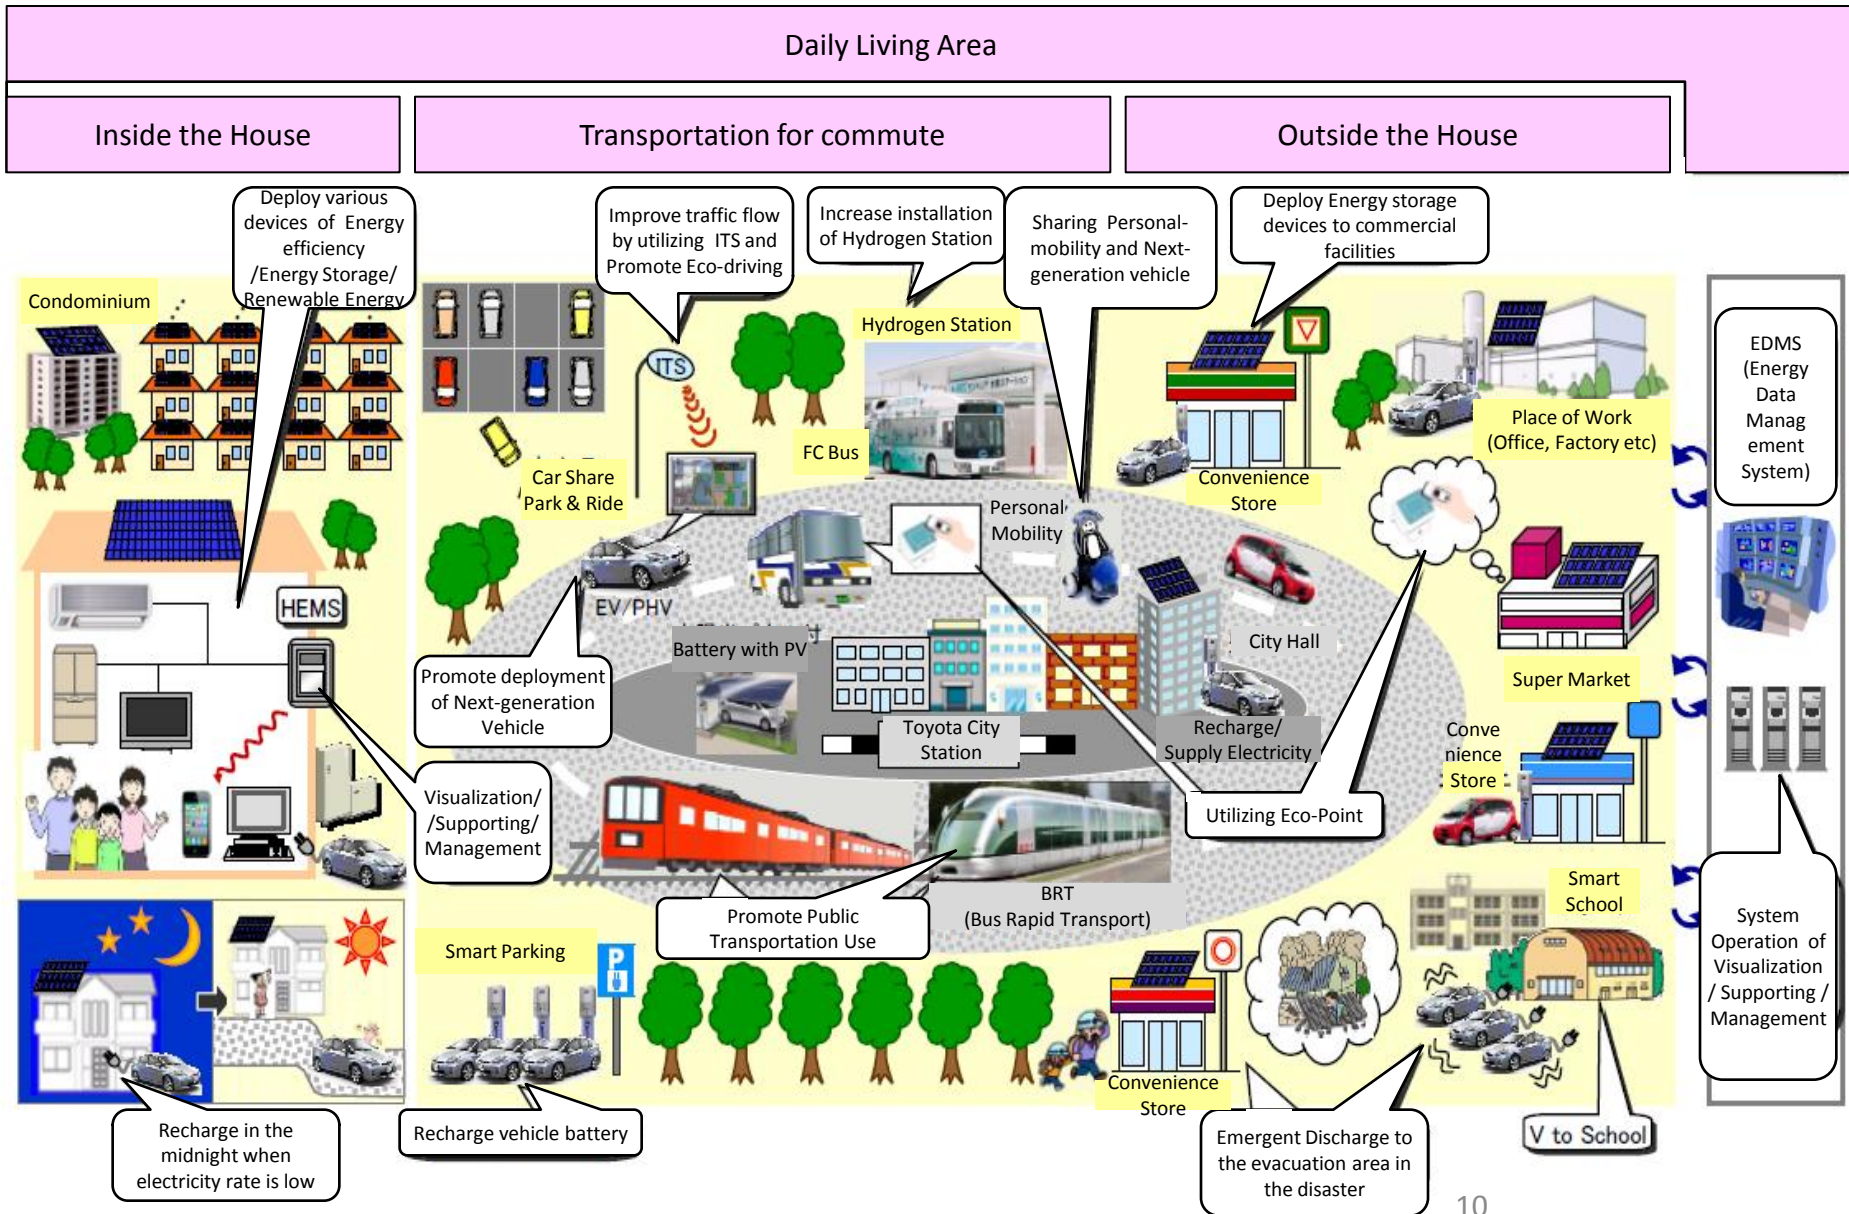 Daily Living Area
Inside the House
Transportation for commute
Outside the House
Deploy various
devices of Energy
efficiency
/Energy Storage/
Renewable Energy
Improve traffic flow
by utilizing ITS and
Promote Eco-driving
Increase installation
of Hydrogen Station
Sharing Personal-
mobility and Next-
generation vehicle
Deploy Energy storage
devices to commercial
facilities
Condominium
ITS
Hydrogen Station
FC Bus
Car Share
Park & Ride
Convenience
Store
Place of Work
(Office, Factory etc)
EDMS
(Energy
Data
Manag
ement
System)
Personal
Mobility
HEMS
EV/PHV
Battery with PV
City Hall
Super Market
Promote deployment
of Next-generation
Vehicle
Toyota City
Station
Recharge/
Supply Electricity
Conve
nience
Store
Visualization/
/Supporting/
Management
Utilizing Eco-Point
BRT
(Bus Rapid Transport)
Promote Public
Transportation Use
Smart
School
System
Operation of
Visualization
/ Supporting /
Management
Smart Parking
P
Convenience
Store
Recharge in the
midnight when
electricity rate is low
Recharge vehicle battery
Emergent Discharge to
the evacuation area in
the disaster
V to School
10